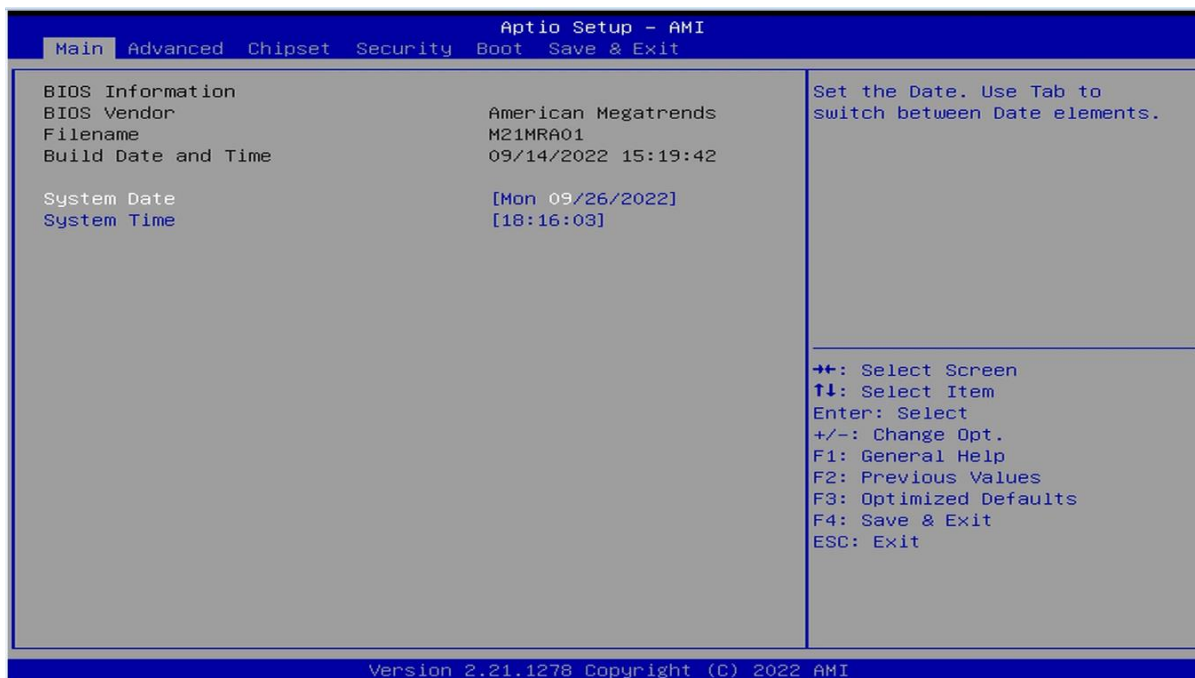 Aptio Setup – AMI
Main Advanced Chipset Security Boot Save & Exit
BIOS Information
BIOS Vendor American Megatrends
Filename M21MRA01
Build Date and Time 09/14/2022 15:19:42
System Date [Mon 09/26/2022]
System Time [18:16:03]
Set the Date. Use Tab to
switch between Date elements.
→←: Select Screen
↑↓: Select Item
Enter: Select
+/-: Change Opt.
F1: General Help
F2: Previous Values
F3: Optimized Defaults
F4: Save & Exit
ESC: Exit
Version 2.21.1278 Copyright (C) 2022 AMI